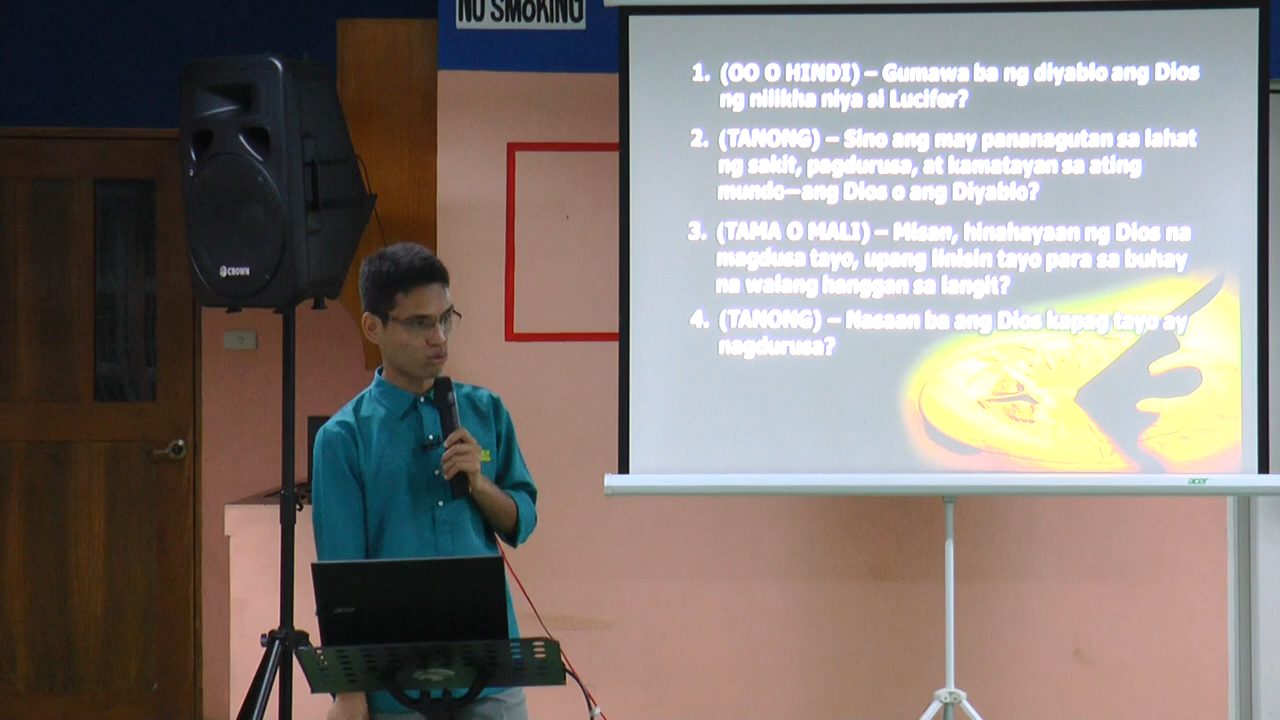 NO SMOKING
1. (OO O HINDI) – Gumawa ba ng diyablo ang Dios
ng nilikha niya si Lucifer?
2. (TANONG) – Sino ang may pananagutan sa lahat
ng sakit, pagdurusa, at kamatayan sa ating
mundo—ang Dios o ang Diyablo?
3. (TAMA O MALI) – Misan, hinahayaan ng Dios na
magdusa tayo, upang linisin tayo para sa buhay
na walang hanggan sa langit?
4. (TANONG) – Nasaan ba ang Dios kapag tayo ay
nagdurusa?
CROWN
acer
acer